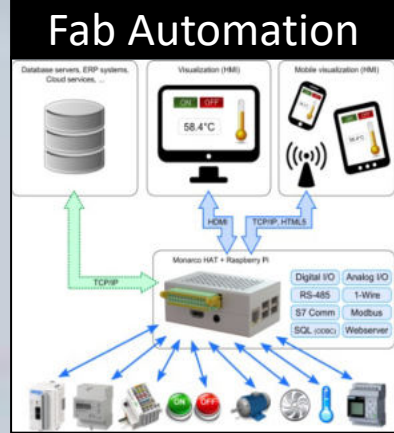 Fab Automation
Database servers, ERP systems,
Cloud services, ...
Visualization (HMI)
Mobile visualization (HMI)
ON OFF
58.4°C
HDMI
TCP/IP, HTML5
TCP/IP
Monarco HAT + Raspberry Pi
Digital I/O
Analog I/O
RS-485
1-Wire
S7 Comm
Modbus
SQL (ODBC)
Webserver
ON
OFF